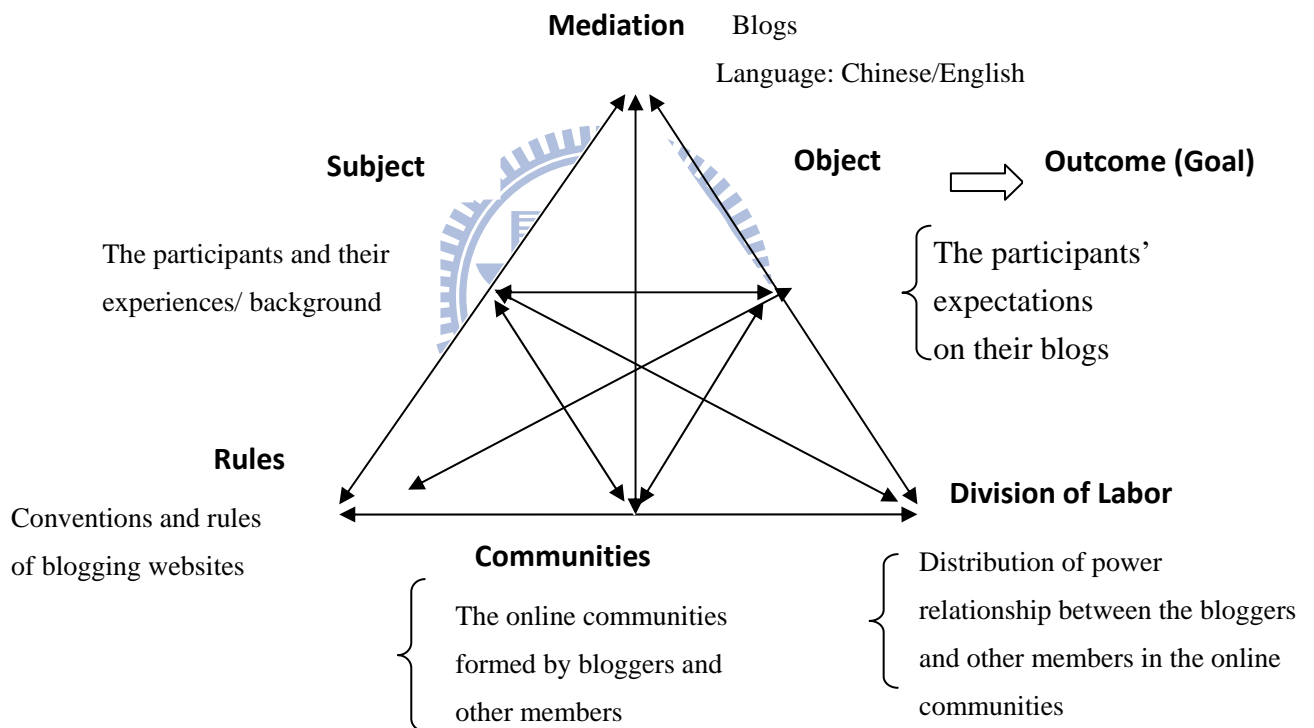 Mediation Blogs
Language: Chinese/English
Subject
Object
Outcome (Goal)
The participants and their
experiences/ background
The participants’
expectations
on their blogs
Rules
Conventions and rules
of blogging websites
Communities
The online communities
formed by bloggers and
other members
Division of Labor
Distribution of power
relationship between the bloggers
and other members in the online
communities